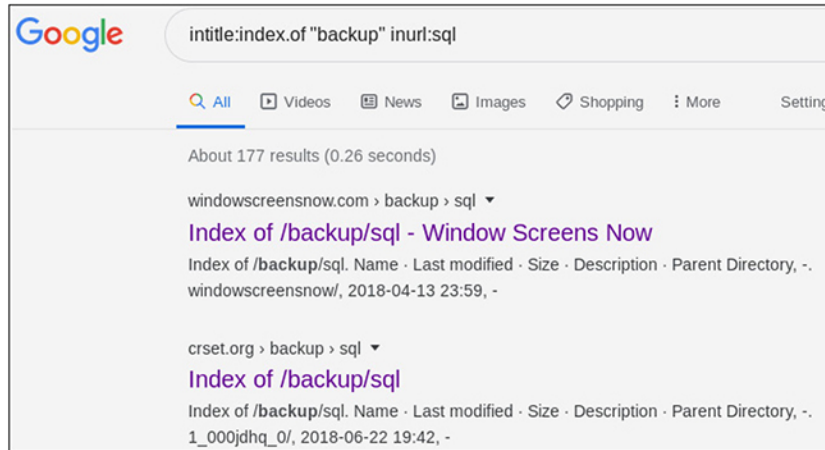 Google
intitle:index.of "backup" inurl:sql
All Videos News Images Shopping More Setting
About 177 results (0.26 seconds)
windowscreensnow.com › backup › sql
Index of /backup/sql - Window Screens Now
Index of /backup/sql. Name · Last modified · Size · Description · Parent Directory, -.
windowscreensnow/, 2018-04-13 23:59, -
crset.org › backup › sql
Index of /backup/sql
Index of /backup/sql. Name · Last modified · Size · Description · Parent Directory, -.
1_000jdhq_0/, 2018-06-22 19:42, -